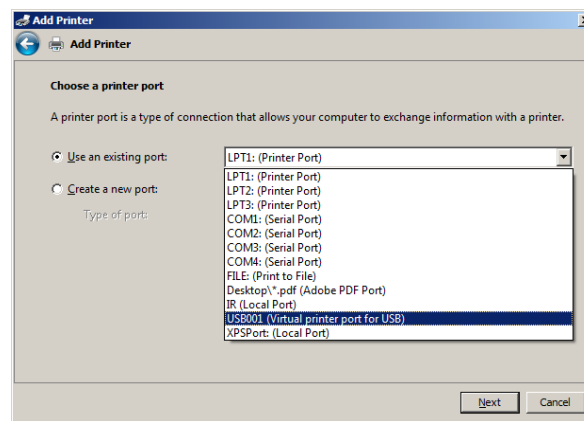 Add Printer
Add Printer
Choose a printer port
A printer port is a type of connection that allows your computer to exchange information with a printer.
Use an existing port:
LPT1: (Printer Port)
LPT1: (Printer Port)
LPT2: (Printer Port)
LPT3: (Printer Port)
COM1: (Serial Port)
COM2: (Serial Port)
COM3: (Serial Port)
COM4: (Serial Port)
FILE: (Print to File)
Desktop\*.pdf (Adobe PDF Port)
IR (Local Port)
USB001 (Virtual printer port for USB)
XPSPort: (Local Port)
Create a new port:
Type of port:
Next
Cancel